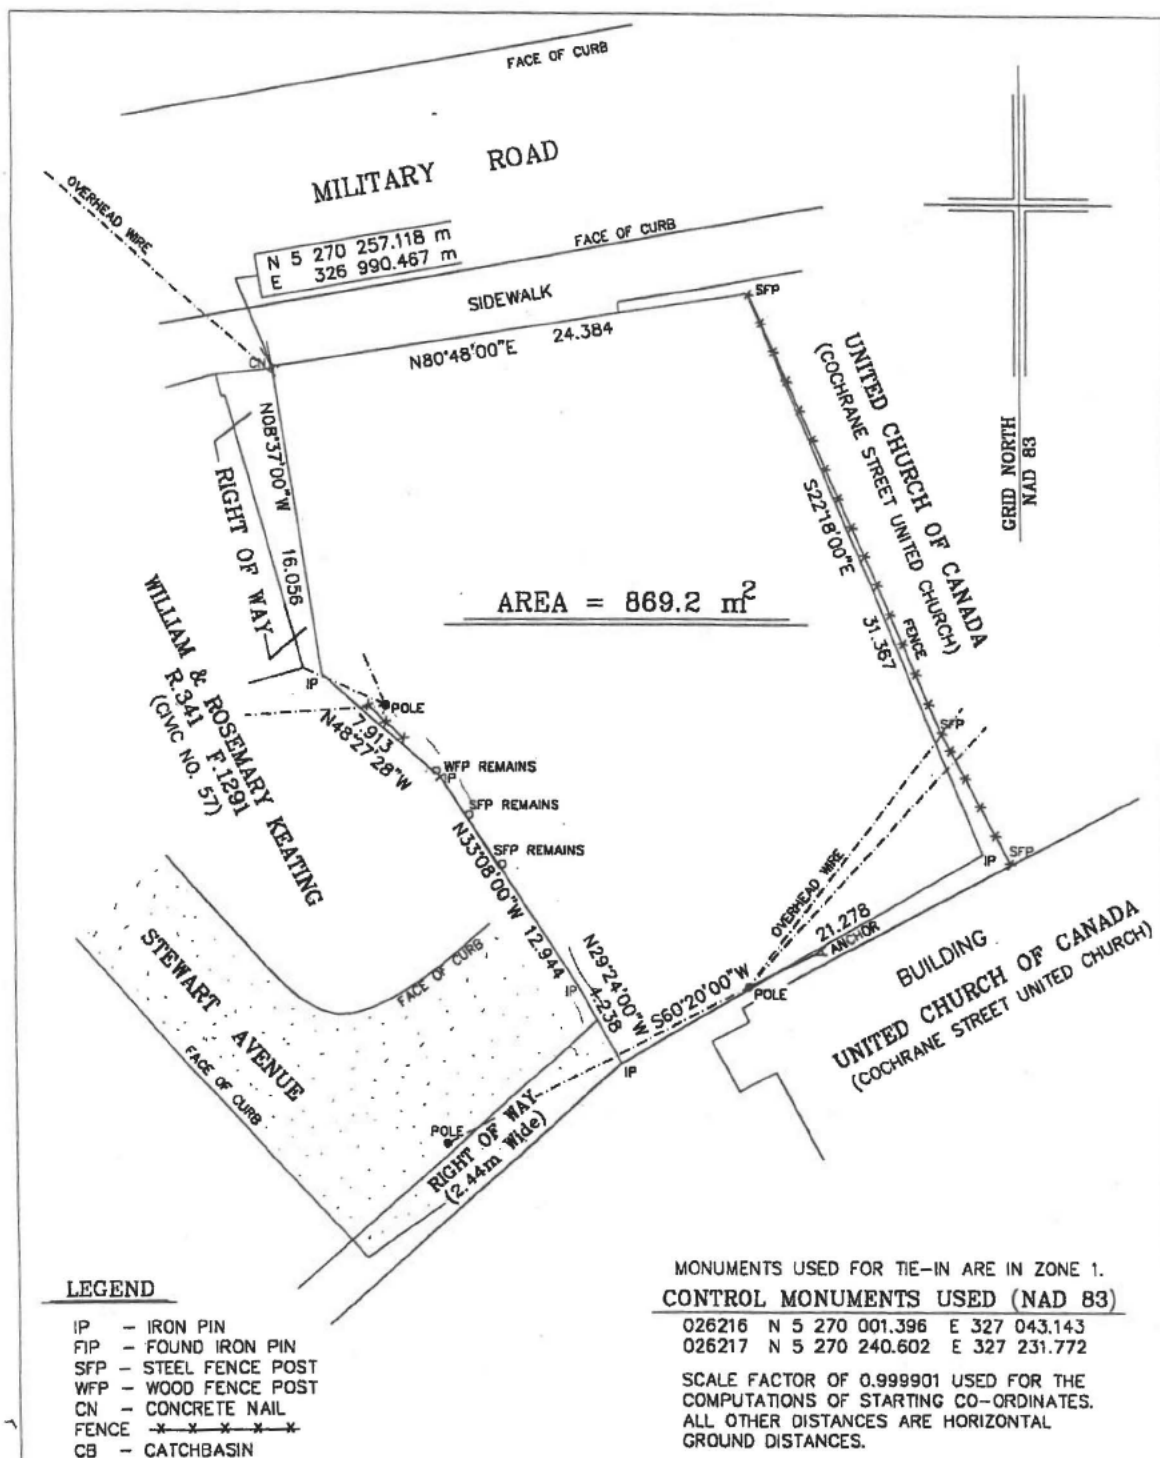 FACE OF CURB
MILITARY ROAD
OVERHEAD WIRE
N 5 270 257.118 m
E 326 990.467 m
FACE OF CURB
SIDEWALK
SFP
CN
N80°48'00"E 24.384
UNITED CHURCH OF CANADA
(COCHRANE STREET UNITED CHURCH)
GRID NORTH
NAD 83
N08°37'00"W
16.056
RIGHT OF WAY
S22°18'00"E
31.367
FENCE
AREA = 869.2 m²
WILLIAM & ROSEMARY KEATING
R.341 F.1291
(CIVIC NO. 57)
IP
POLE
7.913
N48°27'28"W
WFP REMAINS
IP
SFP REMAINS
SFP REMAINS
SFP
N33°08'00"W 12.944
OVERHEAD WIRE
IP
SFP
STEWART AVENUE
FACE OF CURB
FACE OF CURB
N29°24'00"W
4.238
IP
S60°20'00"W
21.278
ANCHOR
POLE
BUILDING
UNITED CHURCH OF CANADA
(COCHRANE STREET UNITED CHURCH)
IP
POLE
RIGHT OF WAY
(2.44m Wide)
LEGEND
IP – IRON PIN
FIP – FOUND IRON PIN
SFP – STEEL FENCE POST
WFP – WOOD FENCE POST
CN – CONCRETE NAIL
FENCE
CB – CATCHBASIN
MONUMENTS USED FOR TIE-IN ARE IN ZONE 1.
CONTROL MONUMENTS USED (NAD 83)
026216 N 5 270 001.396 E 327 043.143
026217 N 5 270 240.602 E 327 231.772
SCALE FACTOR OF 0.999901 USED FOR THE
COMPUTATIONS OF STARTING CO-ORDINATES.
ALL OTHER DISTANCES ARE HORIZONTAL
GROUND DISTANCES.